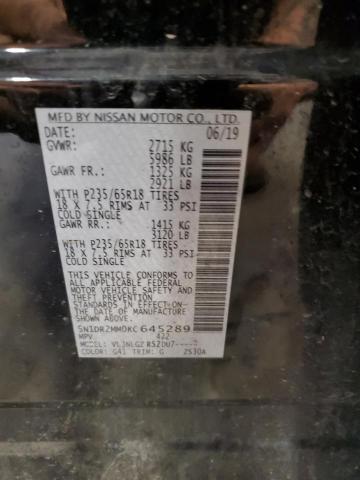 MFD BY NISSAN MOTOR CO., LTD.
DATE: 06/19
GVWR: 2715 KG
5986 LB
GAWR FR.: 1325 KG
2921 LB
WITH P235/65R18 TIRES
18 X 7.5 RIMS AT 33 PSI
COLD SINGLE
GAWR RR.: 1415 KG
3120 LB
WITH P235/65R18 TIRES
18 X 7.5 RIMS AT 33 PSI
COLD SINGLE
THIS VEHICLE CONFORMS TO
ALL APPLICABLE FEDERAL
MOTOR VEHICLE SAFETY
STANDARDS IN EFFECT ON
THE DATE OF MANUFACTURE
SHOWN ABOVE.
5N1DR2MM0KC645289
MPV 422
MODEL:
COLOR: G41 TRIM: G 2530A